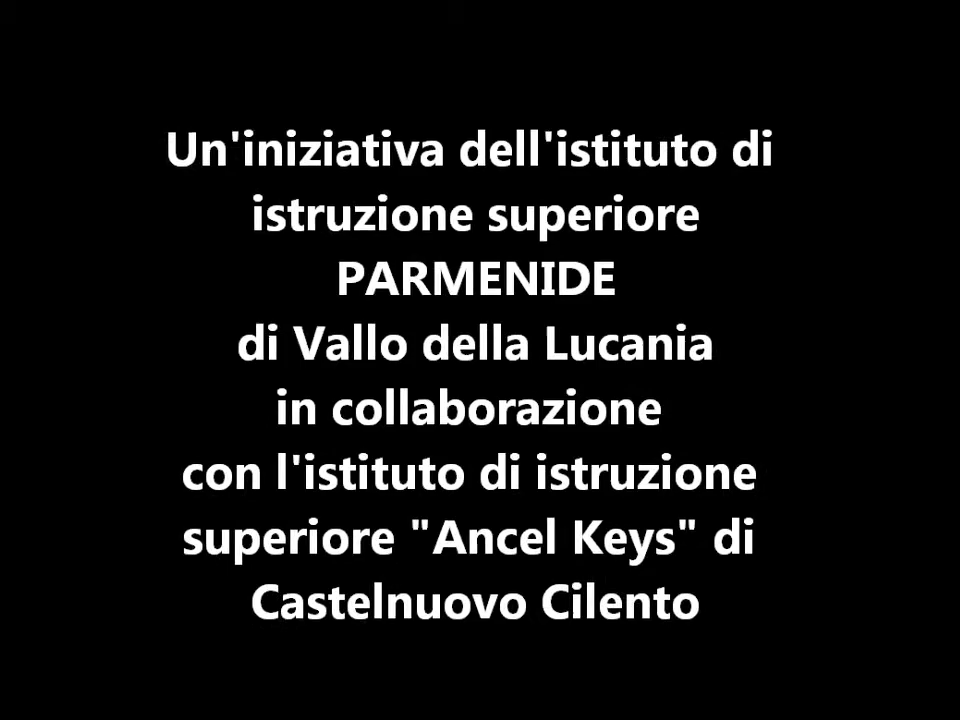 Un'iniziativa dell'istituto di
istruzione superiore
PARMENIDE
di Vallo della Lucania
in collaborazione
con l'istituto di istruzione
superiore "Ancel Keys" di
Castelnuovo Cilento